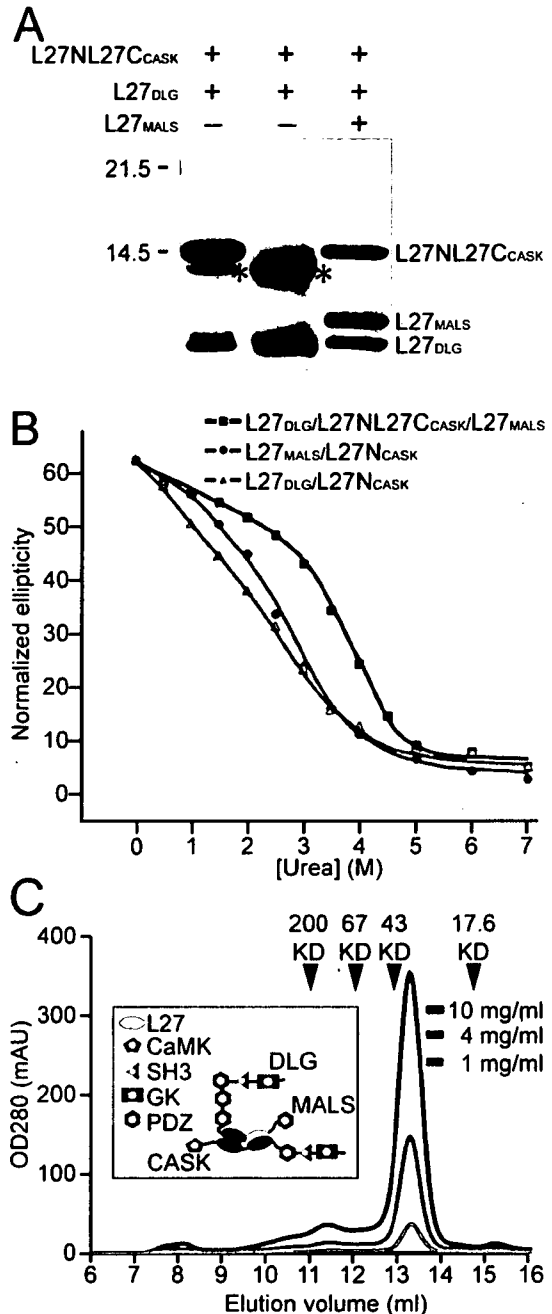 A
L27NL27CCASK + + +
L27DLG + + +
L27MALS – – +
21.5 -
14.5 -
L27NL27CCASK
* *
L27MALS
L27DLG
B
L27DLG/L27NL27CCASK/L27MALS
L27MALS/L27NCASK
L27DLG/L27NCASK
Normalized ellipticity
60
50
40
30
20
10
0
0 1 2 3 4 5 6 7
[Urea] (M)
C
200 67 43 17.6
KD KD KD KD
400
300
200
100
0
OD280 (mAU)
10 mg/ml
4 mg/ml
1 mg/ml
L27
CaMK
SH3
GK
PDZ
DLG
MALS
CASK
6 7 8 9 10 11 12 13 14 15 16
Elution volume (ml)